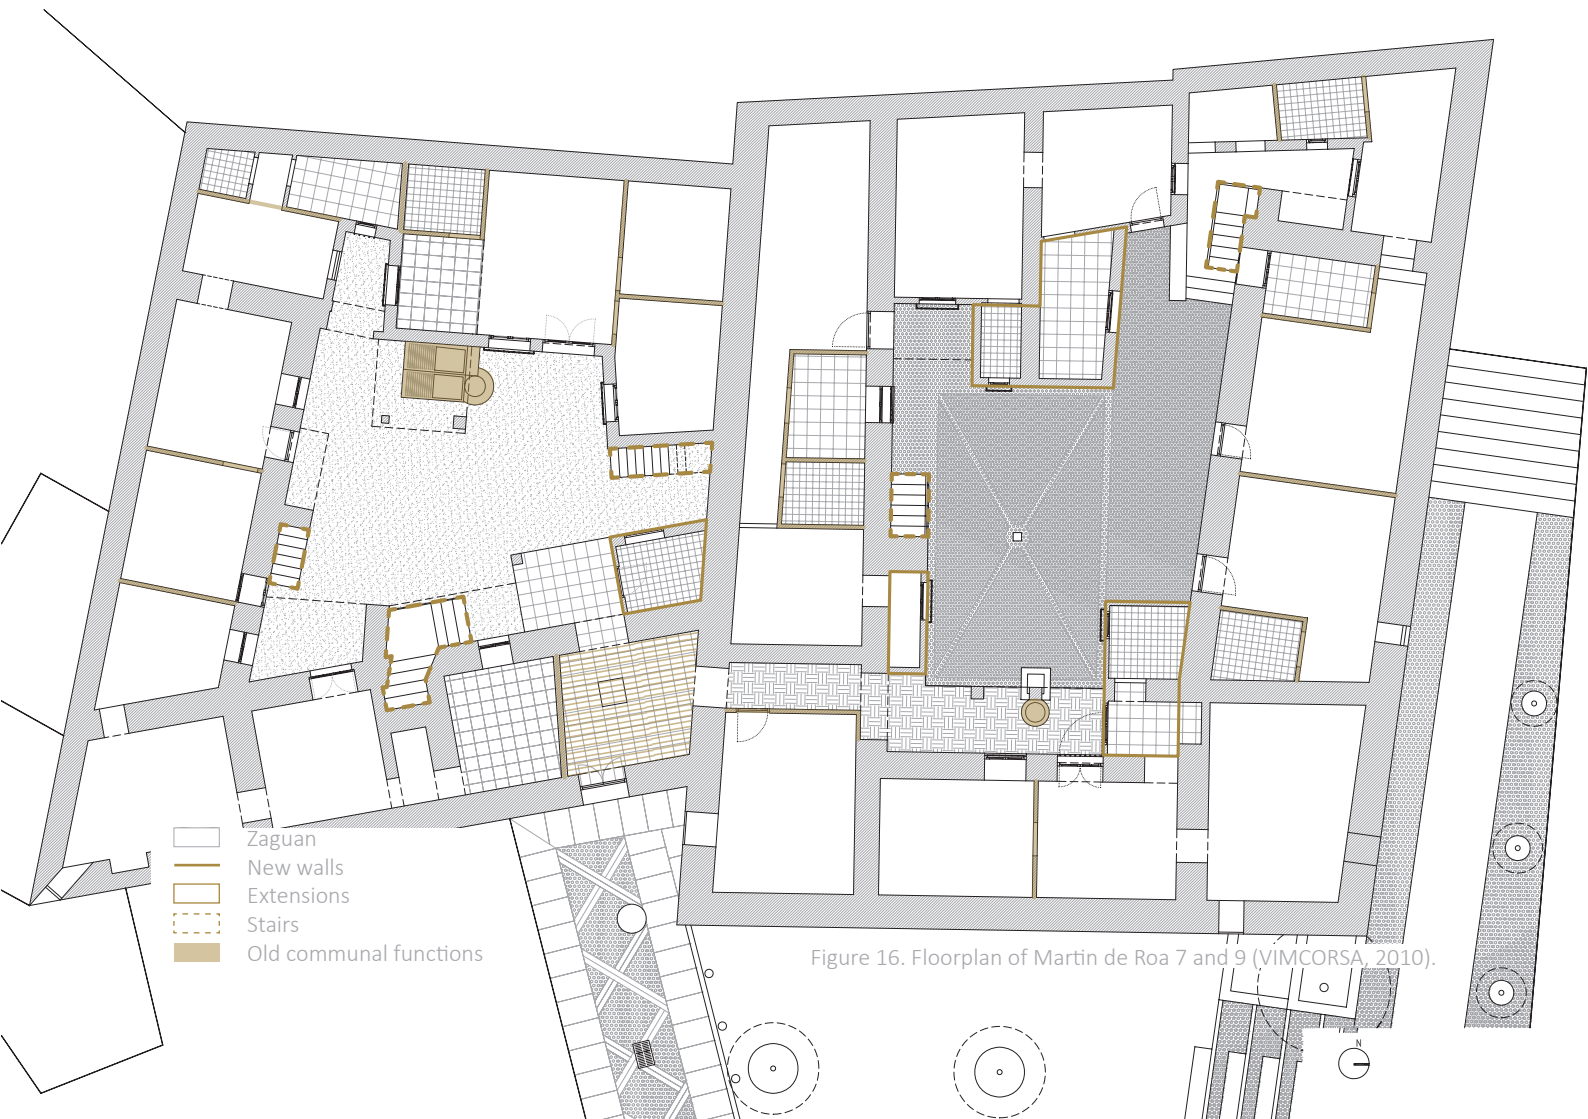 Zaguan
New walls
Extensions
Stairs
Old communal functions
Figure 16. Floorplan of Martin de Roa 7 and 9 (VIMCORSA, 2010).
N